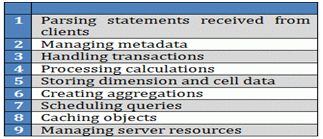 1 Parsing statements received from
clients
2 Managing metadata
3 Handling transactions
4 Processing calculations
5 Storing dimension and cell data
6 Creating aggregations
7 Scheduling queries
8 Caching objects
9 Managing server resources